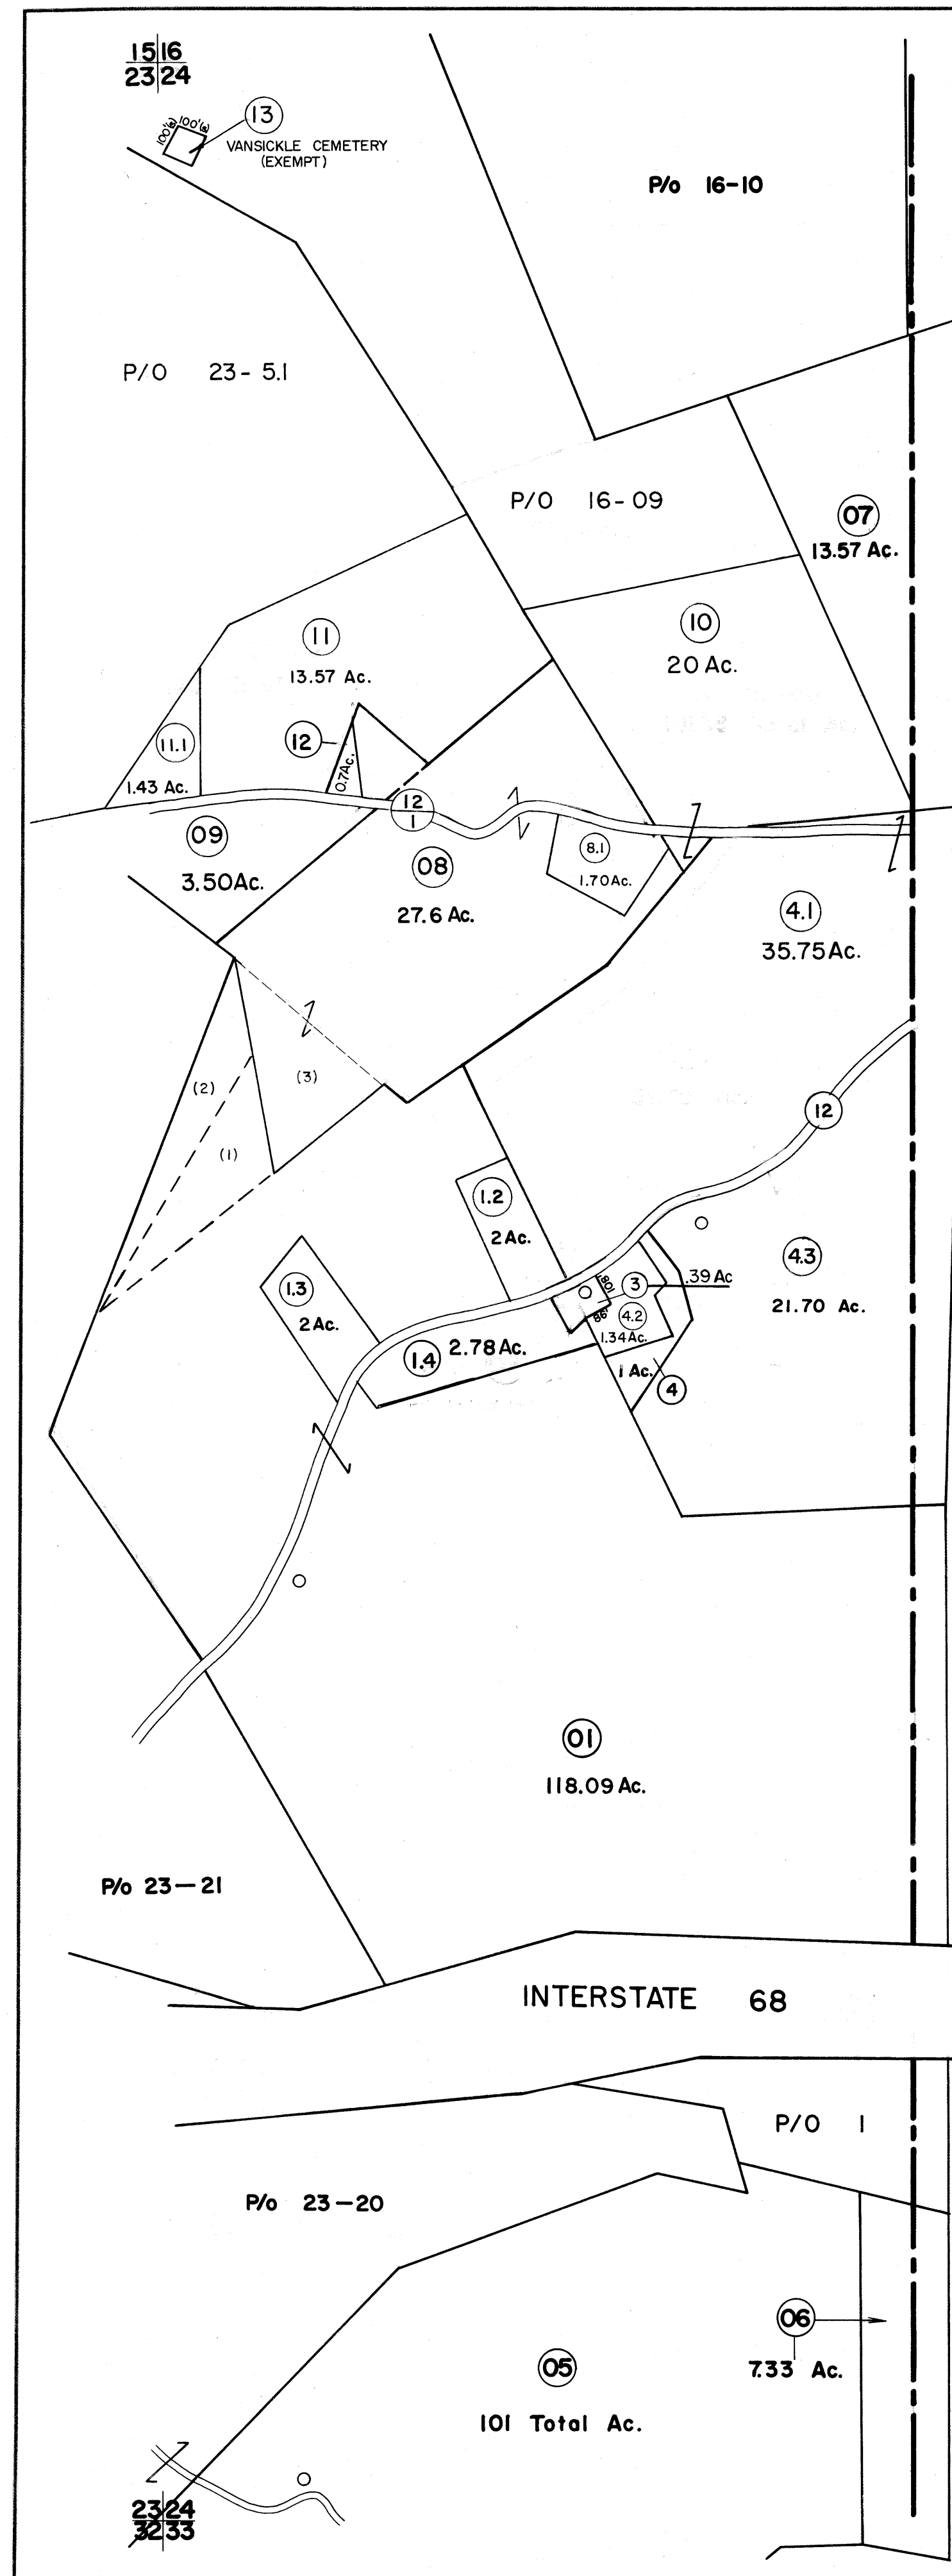 15|16
23|24
100'(s) 100'(s)
13
VANSICKLE CEMETERY
(EXEMPT)
P/o 16-10
P/O 23-5.1
P/O 16-09
07
13.57 Ac.
10
20 Ac.
11
13.57 Ac.
11.1
1.43 Ac.
12
0.7Ac.
12
1
09
3.50Ac.
08
27.6 Ac.
8.1
1.70Ac.
4.1
35.75Ac.
(2)
(3)
(1)
12
1.2
2 Ac.
1.3
2 Ac.
4.3
21.70 Ac.
108'
3
.39 Ac
99'
4.2
1.34Ac.
1.4
2.78 Ac.
1 Ac.
4
01
118.09 Ac.
P/o 23-21
INTERSTATE 68
P/O 1
P/o 23-20
06
7.33 Ac.
05
101 Total Ac.
23|24
32|33